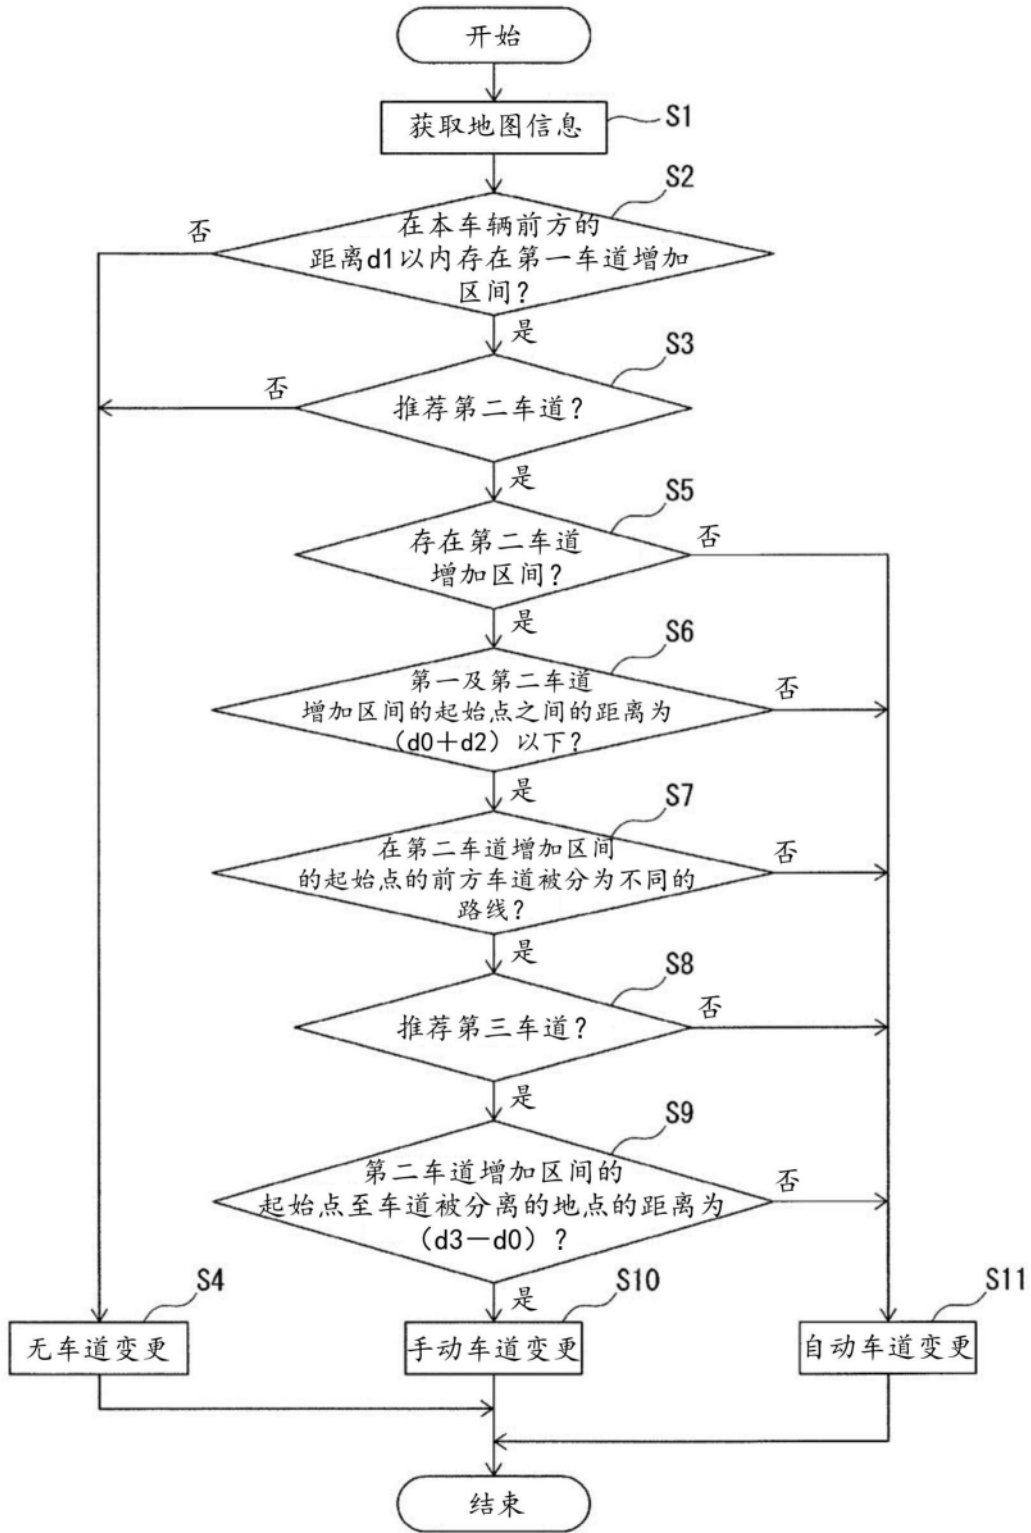 开始
获取地图信息
S1
S2
在本车辆前方的
距离d1以内存在第一车道增加
区间？
否
是
S3
推荐第二车道？
否
是
S5
存在第二车道
增加区间？
否
是
S6
第一及第二车道
增加区间的起始点之间的距离为
（d0＋d2）以下？
否
是
S7
在第二车道增加区间
的起始点的前方车道被分为不同的
路线？
否
是
S8
推荐第三车道？
否
是
S9
第二车道增加区间的
起始点至车道被分离的地点的距离为
（d3－d0）？
否
是
S4
无车道变更
S10
手动车道变更
S11
自动车道变更
结束